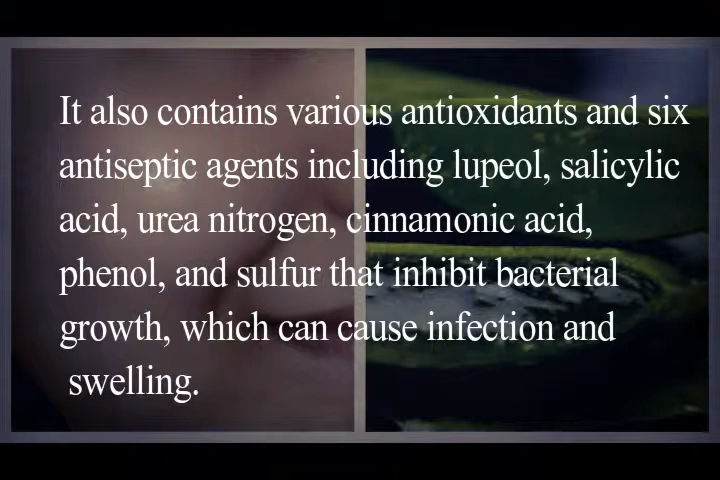 It also contains various antioxidants and six
antiseptic agents including lupeol, salicylic
acid, urea nitrogen, cinnamonic acid,
phenol, and sulfur that inhibit bacterial
growth, which can cause infection and
swelling.